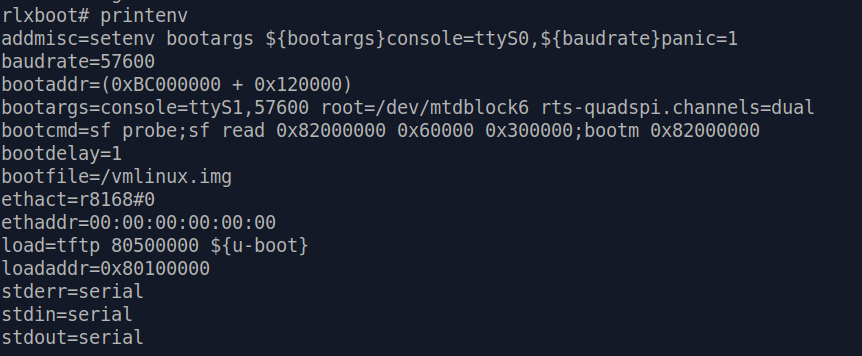 rlxboot# printenv
addmisc=setenv bootargs ${bootargs}console=ttyS0,${baudrate}panic=1
baudrate=57600
bootaddr=(0xBC000000 + 0x120000)
bootargs=console=ttyS1,57600 root=/dev/mtdblock6 rts-quadspi.channels=dual
bootcmd=sf probe;sf read 0x82000000 0x60000 0x300000;bootm 0x82000000
bootdelay=1
bootfile=/vmlinux.img
ethact=r8168#0
ethaddr=00:00:00:00:00:00
load=tftp 80500000 ${u-boot}
loadaddr=0x80100000
stderr=serial
stdin=serial
stdout=serial